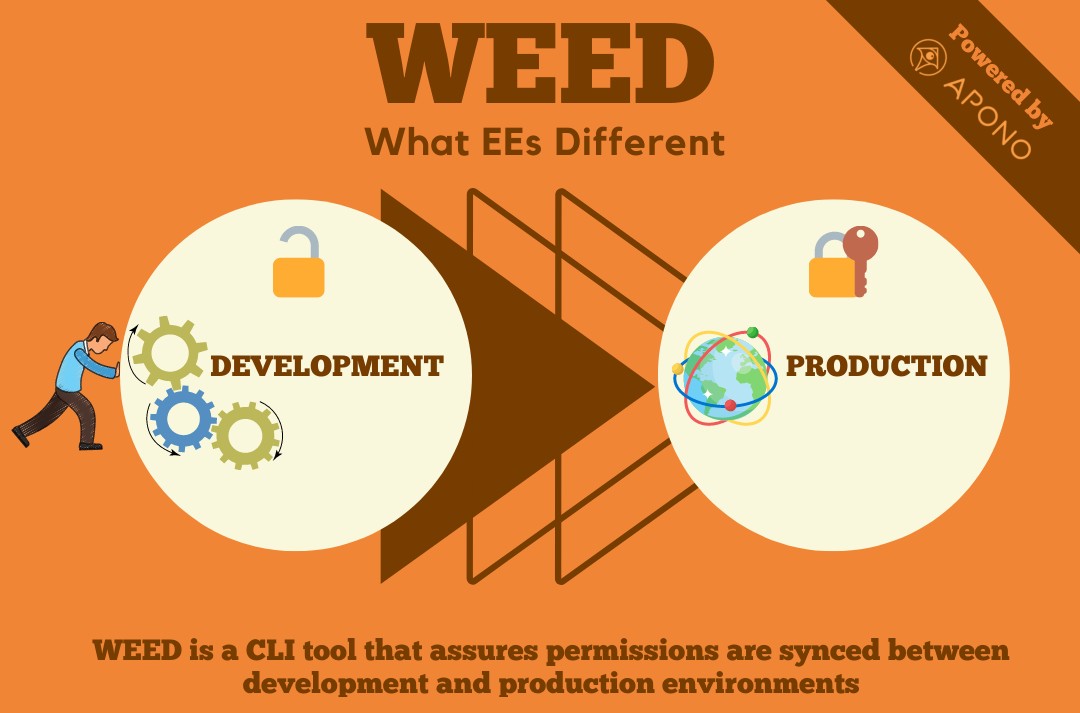 WEED
What EEs Different
Powered by
APONO
DEVELOPMENT
PRODUCTION
WEED is a CLI tool that assures permissions are synced between
development and production environments